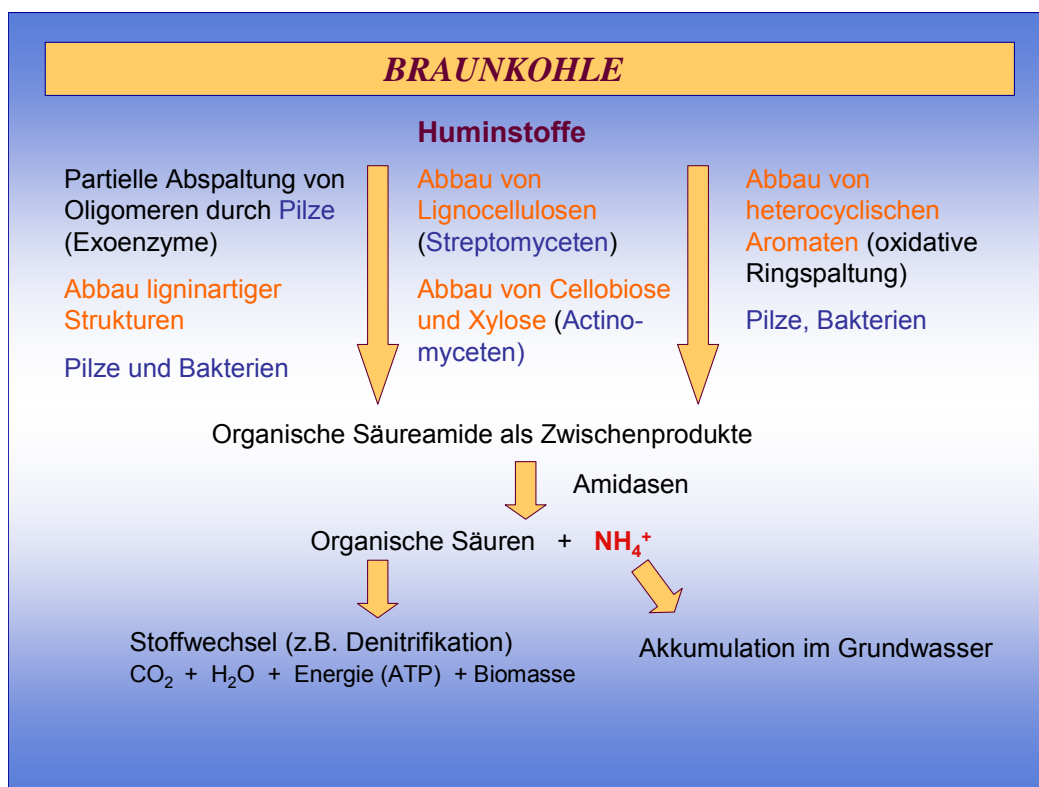 BRAUNKOHLE
Huminstoffe
Partielle Abspaltung von
Oligomeren durch Pilze
(Exoenzyme)
Abbau ligninartiger
Strukturen
Pilze und Bakterien
Abbau von
Lignocellulosen
(Streptomyceten)
Abbau von Cellobiose
und Xylose (Actino-
myceten)
Abbau von
heterocyclischen
Aromaten (oxidative
Ringspaltung)
Pilze, Bakterien
Organische Säureamide als Zwischenprodukte
Amidasen
Organische Säuren + NH₄⁺
Stoffwechsel (z.B. Denitrifikation)
CO₂ + H₂O + Energie (ATP) + Biomasse
Akkumulation im Grundwasser